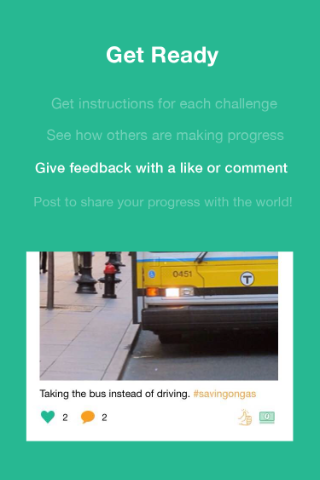 Get Ready
Get instructions for each challenge
See how others are making progress
Give feedback with a like or comment
Post to share your progress with the world!
0451
T
Taking the bus instead of driving. #savingongas
2 2